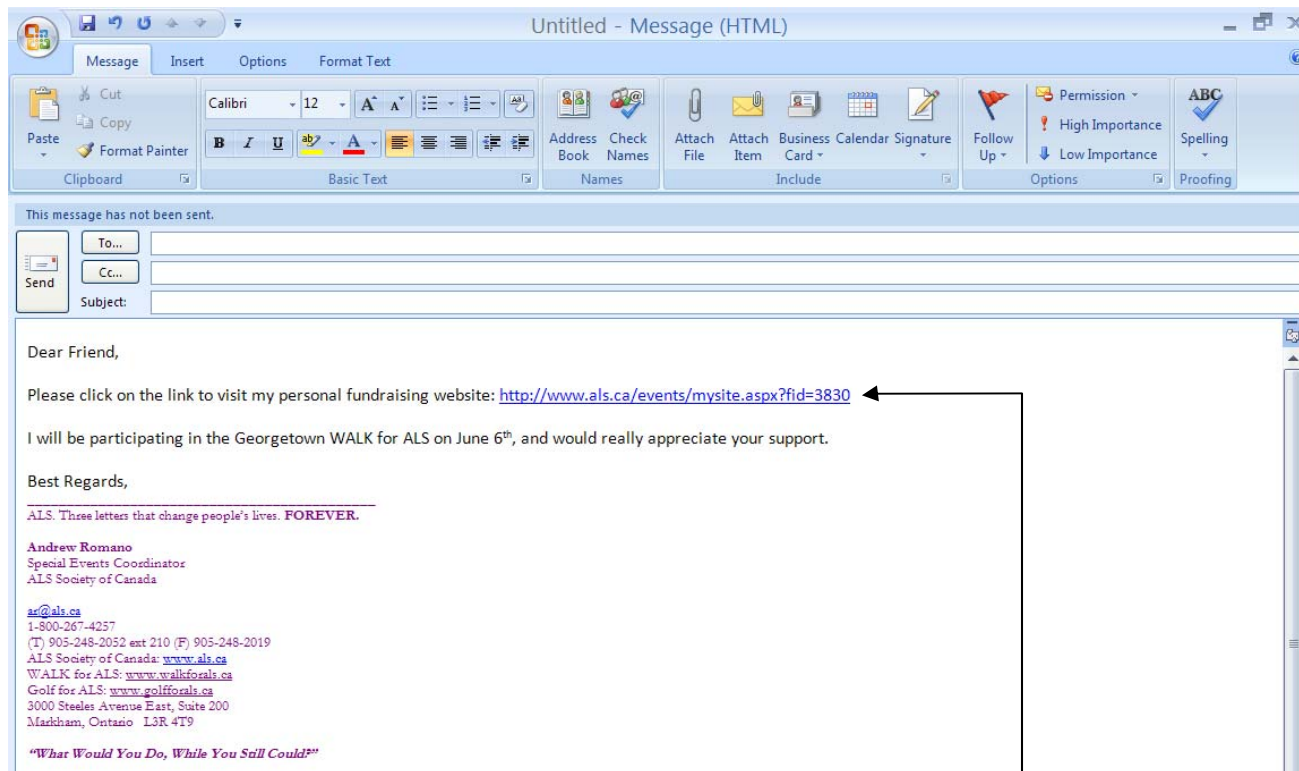 Untitled - Message (HTML)
Message Insert Options Format Text
Paste
Cut
Copy
Format Painter
Clipboard
Calibri 12
Basic Text
Address Book
Check Names
Names
Attach File
Attach Item
Business Card
Calendar
Signature
Include
Follow Up
Permission
High Importance
Low Importance
Options
ABC
Spelling
Proofing
This message has not been sent.
Send
To...
Cc...
Subject:
Dear Friend,
Please click on the link to visit my personal fundraising website: http://www.als.ca/events/mysite.aspx?fid=3830
I will be participating in the Georgetown WALK for ALS on June 6th, and would really appreciate your support.
Best Regards,
ALS. Three letters that change people's lives. FOREVER.
Andrew Romano
Special Events Coordinator
ALS Society of Canada
ar@als.ca
1-800-267-4257
(T) 905-248-2052 ext 210 (F) 905-248-2019
ALS Society of Canada: www.als.ca
WALK for ALS: www.walkforals.ca
Golf for ALS: www.golfforals.ca
3000 Steeles Avenue East, Suite 200
Markham, Ontario L3R 4T9
“What Would You Do, While You Still Could?”